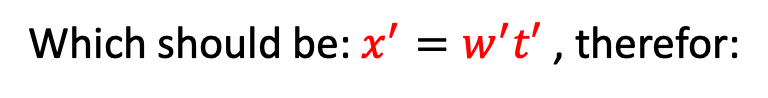 Which should be: x′ = w′t′ , therefor: